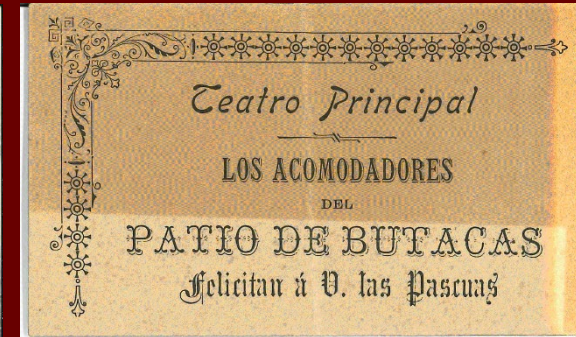 Teatro Principal
LOS ACOMODADORES
DEL
PATIO DE BUTACAS
Felicitan á V. las Pascuas